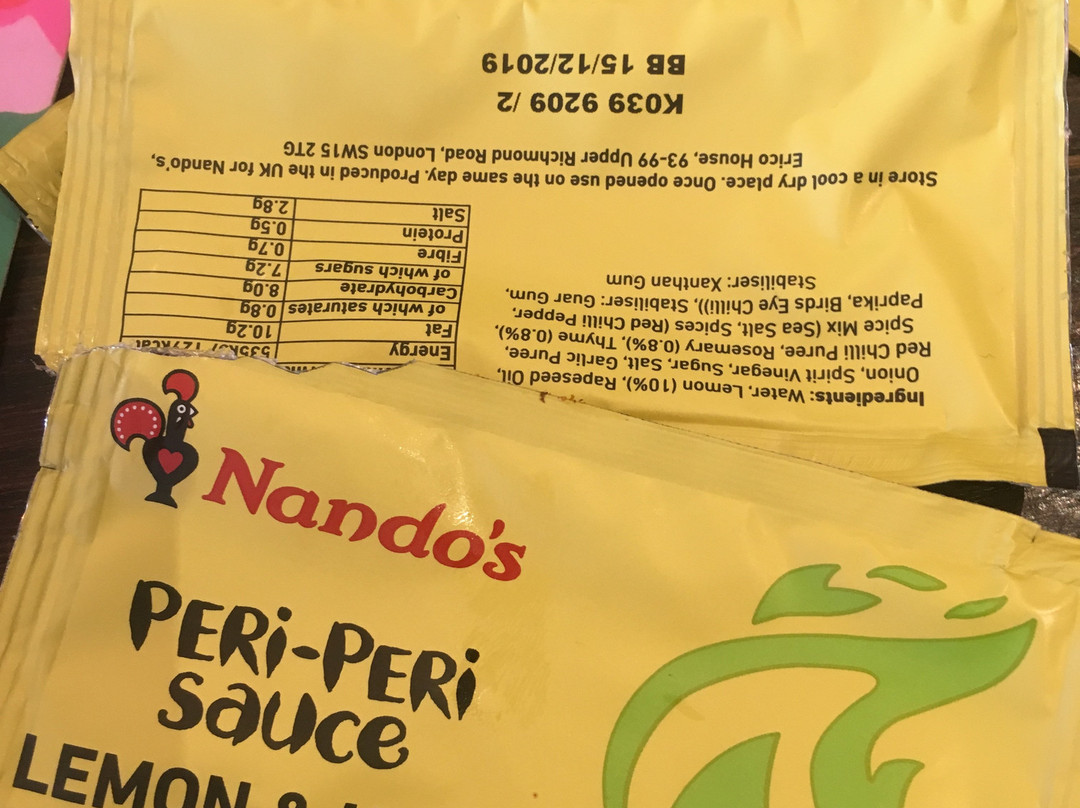 Ingredients: Water, Lemon (10%), Rapeseed Oil,
Onion, Spirit Vinegar, Sugar, Salt, Garlic Puree,
Red Chilli Puree, Rosemary (0.8%), Thyme (0.8%),
Spice Mix (Sea Salt, Spices (Red Chilli Pepper,
Paprika, Birds Eye Chilli)), Stabiliser: Guar Gum,
Stabiliser: Xanthan Gum
Energy 535kJ / 127kcal
Fat 10.2g
of which saturates 0.8g
Carbohydrate 8.0g
of which sugars 7.2g
Fibre 0.7g
Protein 0.5g
Salt 2.8g
Store in a cool dry place. Once opened use on the same day. Produced in the UK for Nando's,
Erico House, 93-99 Upper Richmond Road, London SW15 2TG
K039 9209 /2
BB 15/12/2019
Nando's
PERi-PERi
sauce
LEMON &